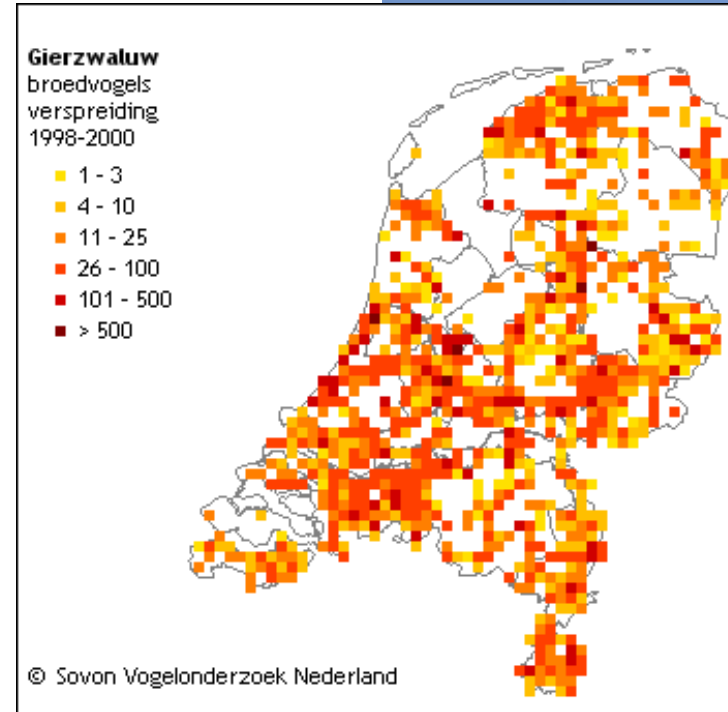 Gierzwaluw
broedvogels
verspreiding
1998-2000
1 - 3
4 - 10
11 - 25
26 - 100
101 - 500
> 500
© Sovon Vogelonderzoek Nederland